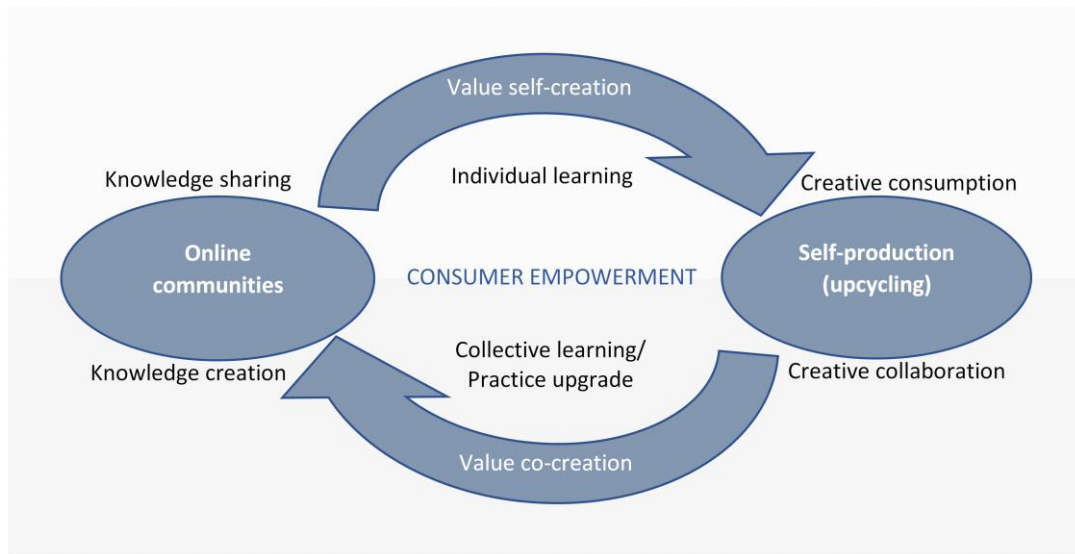 Value self-creation
Knowledge sharing
Individual learning
Creative consumption
Online
communities
CONSUMER EMPOWERMENT
Self-production
(upcycling)
Knowledge creation
Collective learning/
Practice upgrade
Creative collaboration
Value co-creation